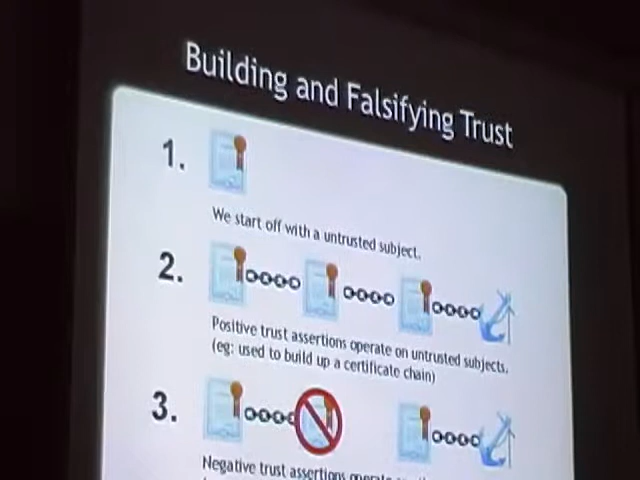 Building and Falsifying Trust
1.
We start off with a untrusted subject.
2.
Positive trust assertions operate on untrusted subjects.
(eg: used to build up a certificate chain)
3.
Negative trust assertions operate